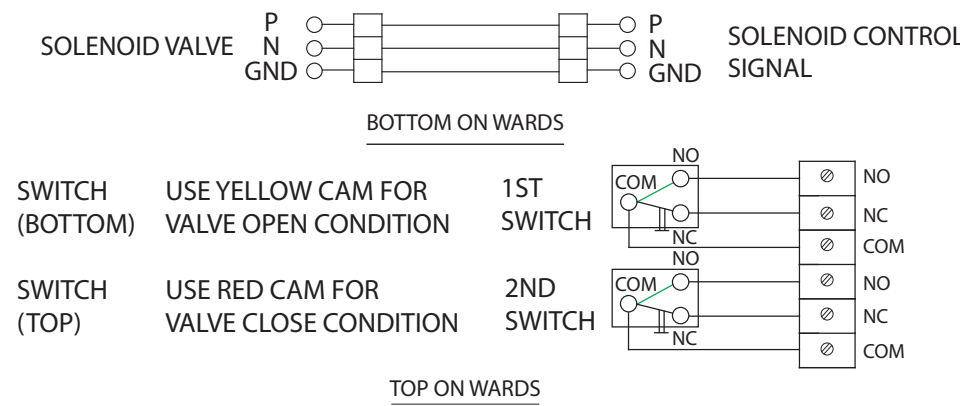 P
P
SOLENOID VALVE N
N
GND
GND
SOLENOID CONTROL
SIGNAL
BOTTOM ON WARDS
SWITCH
(BOTTOM)
USE YELLOW CAM FOR
VALVE OPEN CONDITION
1ST
SWITCH
NO
COM
NC
NO
NC
COM
SWITCH
(TOP)
USE RED CAM FOR
VALVE CLOSE CONDITION
2ND
SWITCH
NO
COM
NC
NO
NC
COM
TOP ON WARDS